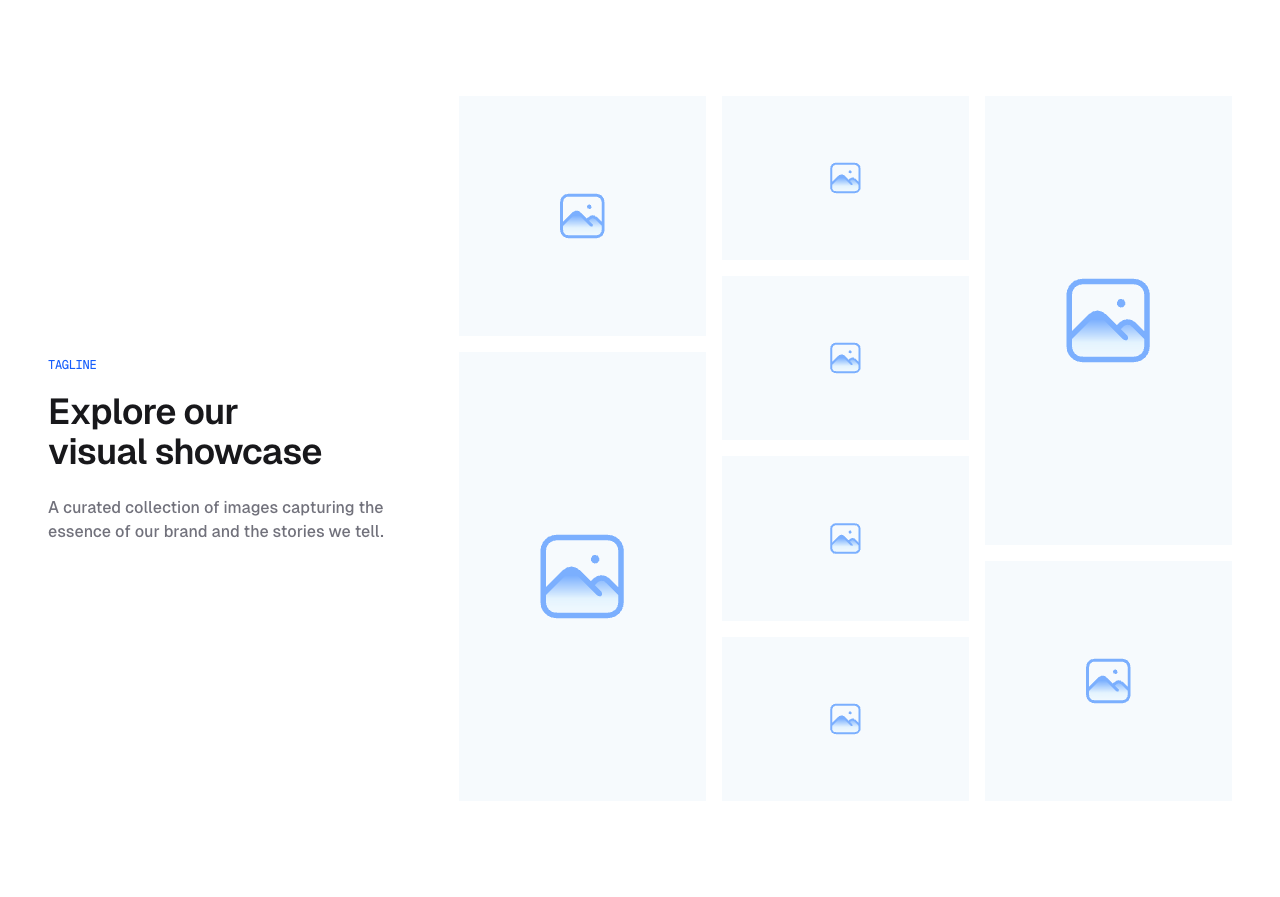 TAGLINE
Explore our
visual showcase
A curated collection of images capturing the
essence of our brand and the stories we tell.